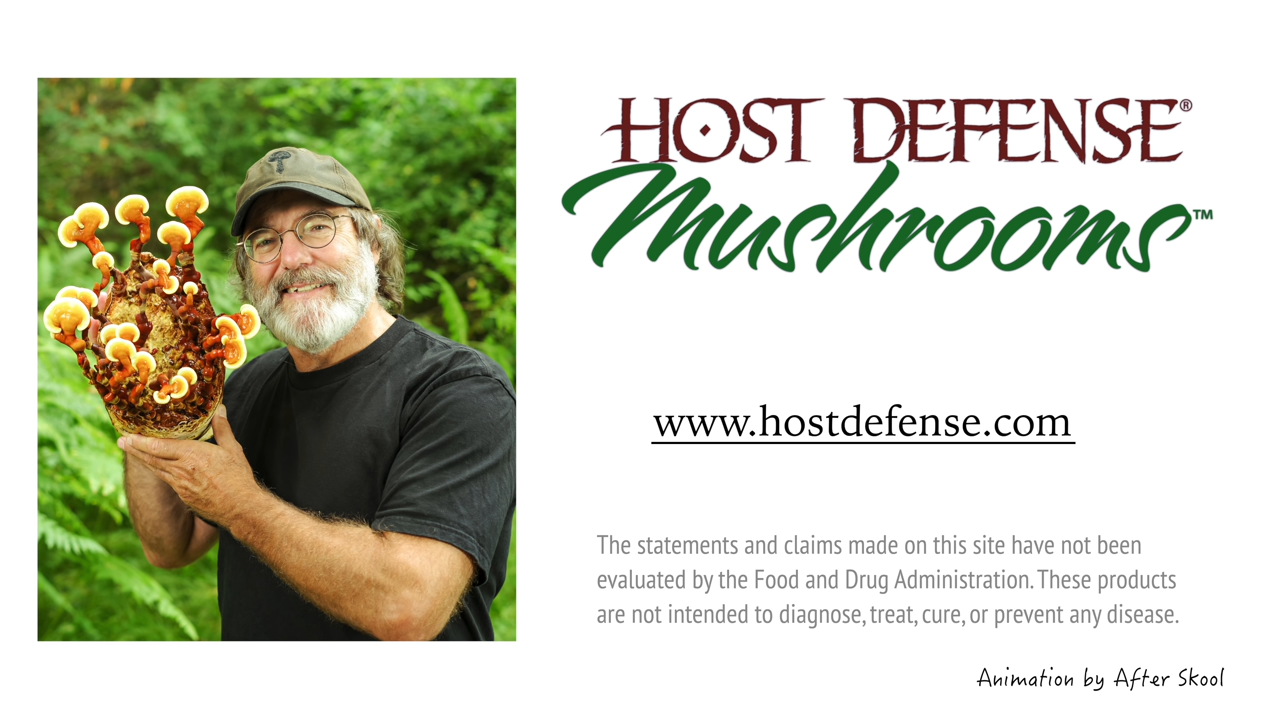 HOST DEFENSE®
Mushrooms™
www.hostdefense.com
The statements and claims made on this site have not been
evaluated by the Food and Drug Administration. These products
are not intended to diagnose, treat, cure, or prevent any disease.
Animation by After Skool